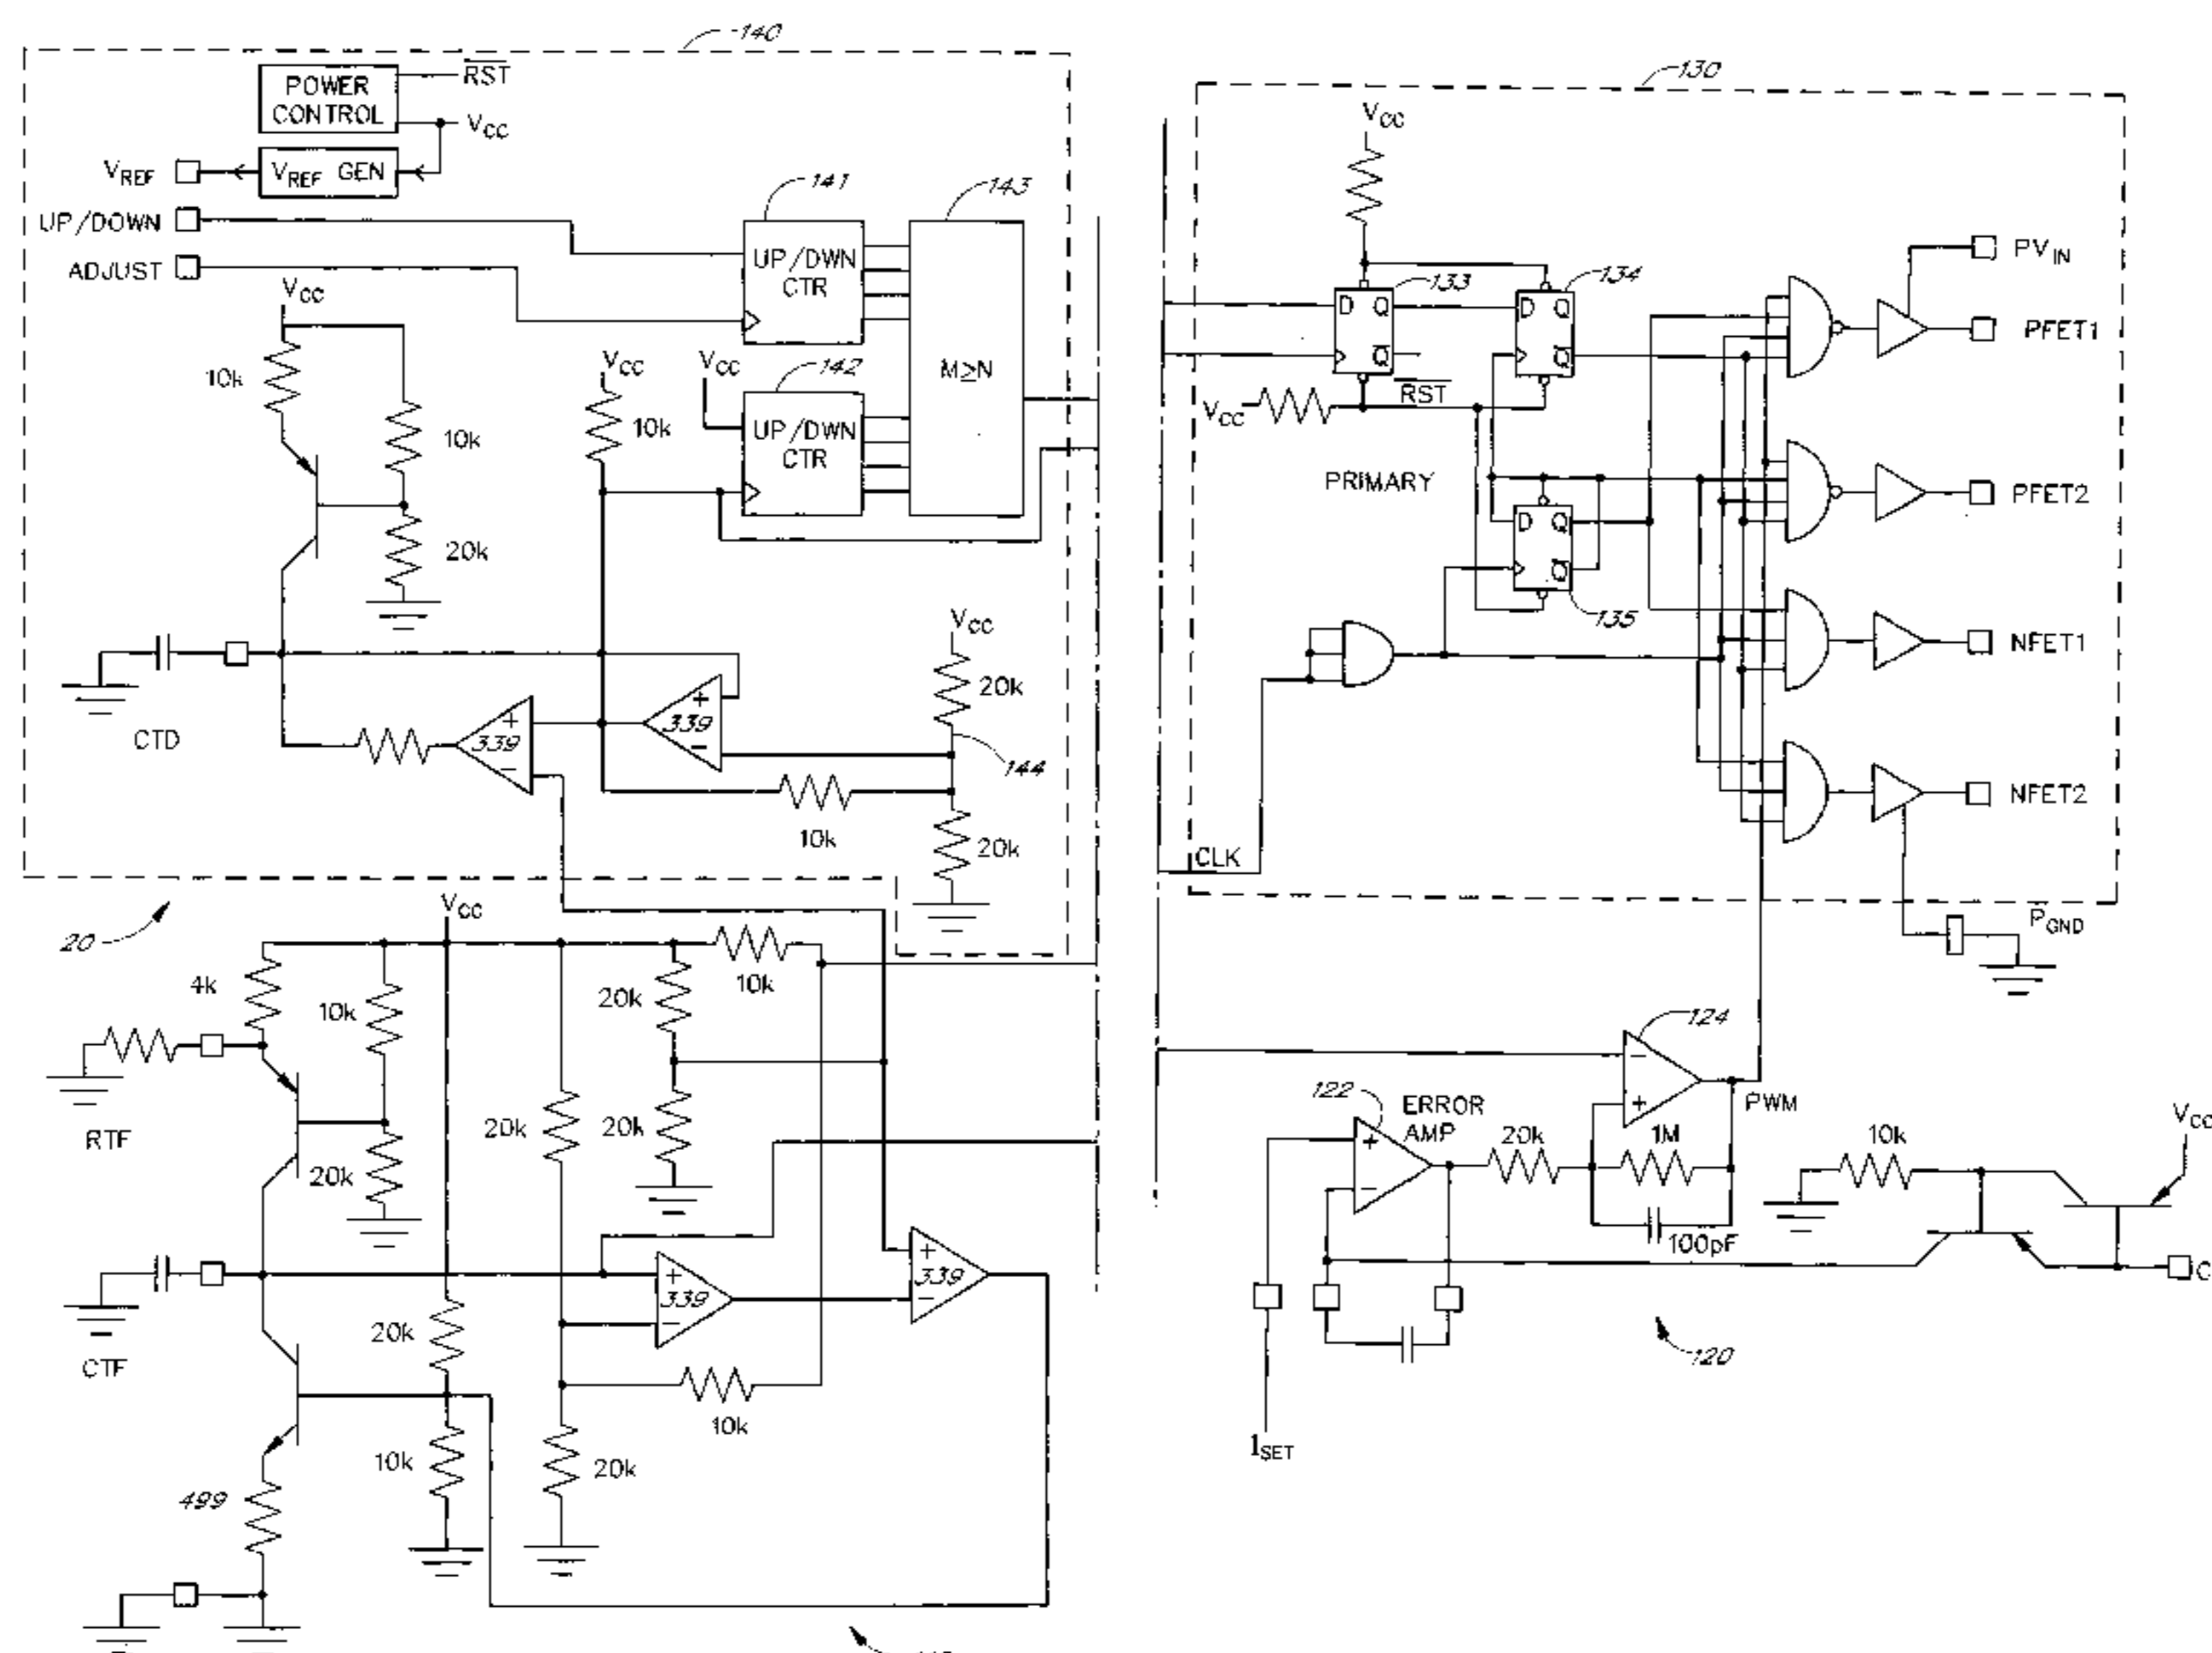 140
POWER
CONTROL
RST
VCC
VREF
VREF GEN
UP/DOWN
ADJUST
VCC
141
UP/DWN
CTR
143
M≥N
10k
10k
20k
VCC
10k
VCC
142
UP/DWN
CTR
CTD
339
339
VCC
20k
144
10k
20k
20
VCC
4k
10k
RTF
20k
20k
20k
20k
10k
CTF
20k
339
339
10k
10k
20k
499
130
VCC
133
D Q
Q
RST
134
D Q
Q
VCC
PRIMARY
D Q
Q
135
CLK
PVIN
PFET1
PFET2
NFET1
NFET2
PGND
124
PWM
122
ERROR
AMP
20k
1M
100pF
10k
VCC
120
ISET